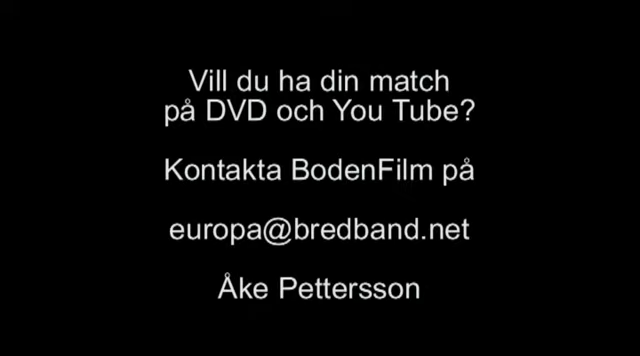 Vill du ha din match
på DVD och You Tube?
Kontakta BodenFilm på
europa@bredband.net
Åke Pettersson